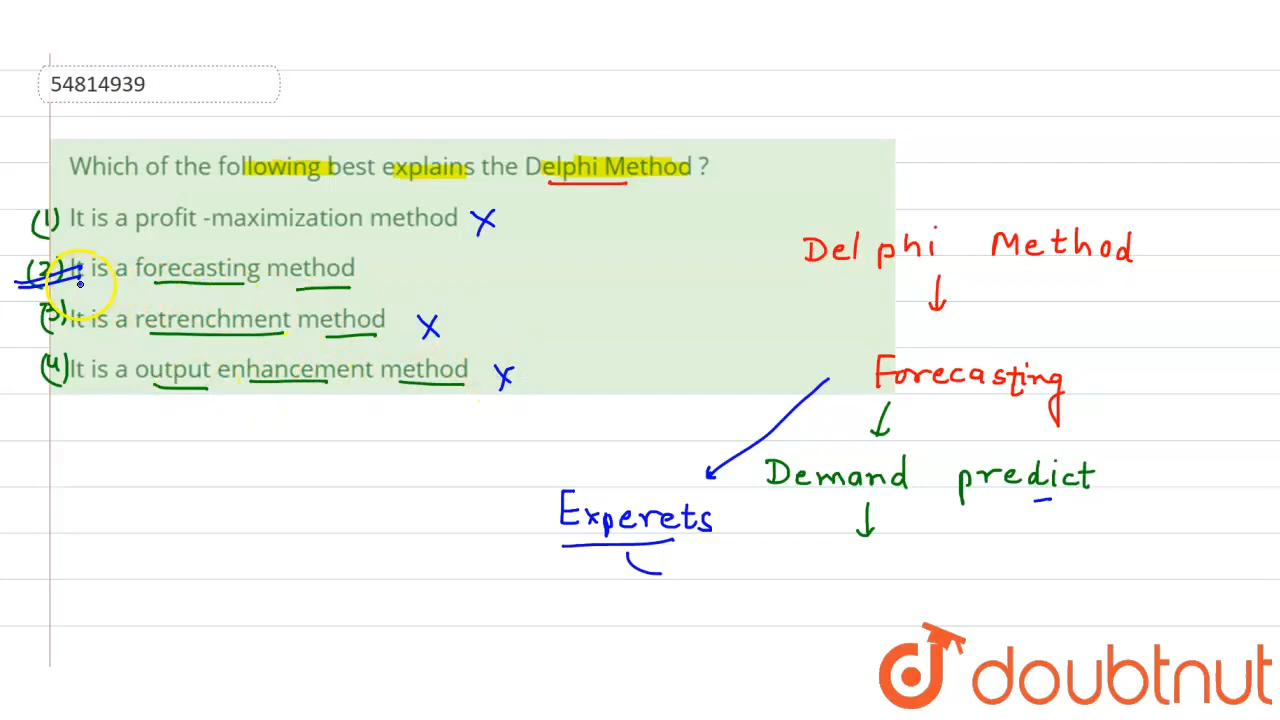 54814939
Which of the following best explains the Delphi Method ?
(1) It is a profit -maximization method X
(2) It is a forecasting method
(3) It is a retrenchment method X
(4) It is a output enhancement method X
Delphi Method
↓
Forecasting
↓
Demand predict
↓
Experets
doubtnut